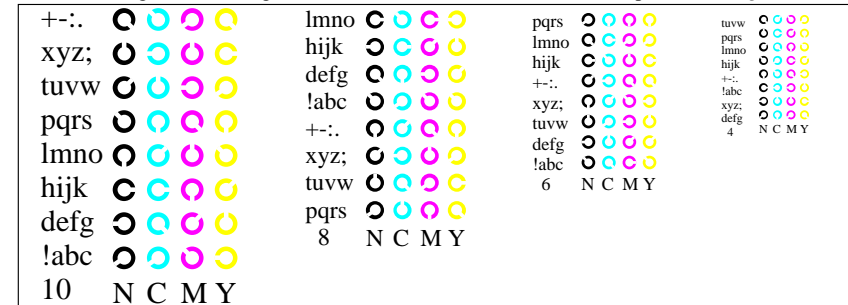 +-:.
xyz;
tuvw
pqrs
lmno
hijk
defg
!abc
10 N C M Y
lmno
hijk
defg
!abc
+-:.
xyz;
tuvw
pqrs
8 N C M Y
pqrs
lmno
hijk
+-:.
xyz;
tuvw
defg
!abc
6 N C M Y
tuvw
pqrs
lmno
hijk
+-:.
!abc
xyz;
defg
4 N C M Y